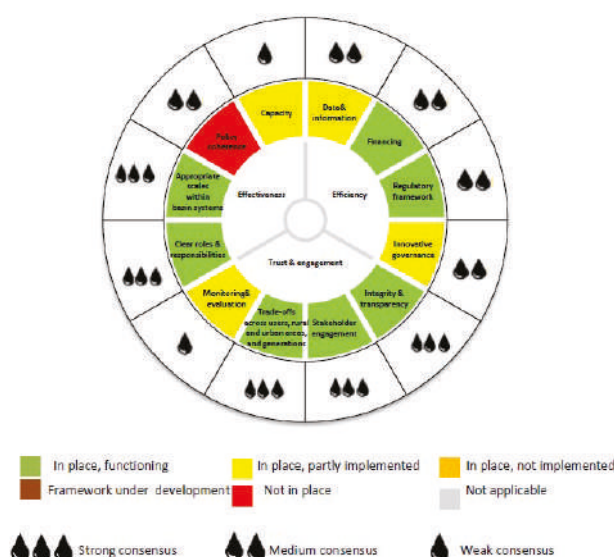 Capacity
Data&
information
Policy
coherence
Financing
Appropriate
scales
within
basin systems
Effectiveness
Efficiency
Regulatory
framework
Clear roles &
responsibilities
Innovative
governance
Trust & engagement
Monitoring&
evaluation
Integrity &
transparency
Trade-offs
across users, rural
and urban areas,
and generations
Stakeholder
engagement
In place, functioning
In place, partly implemented
In place, not implemented
Framework under development
Not in place
Not applicable
Strong consensus
Medium consensus
Weak consensus